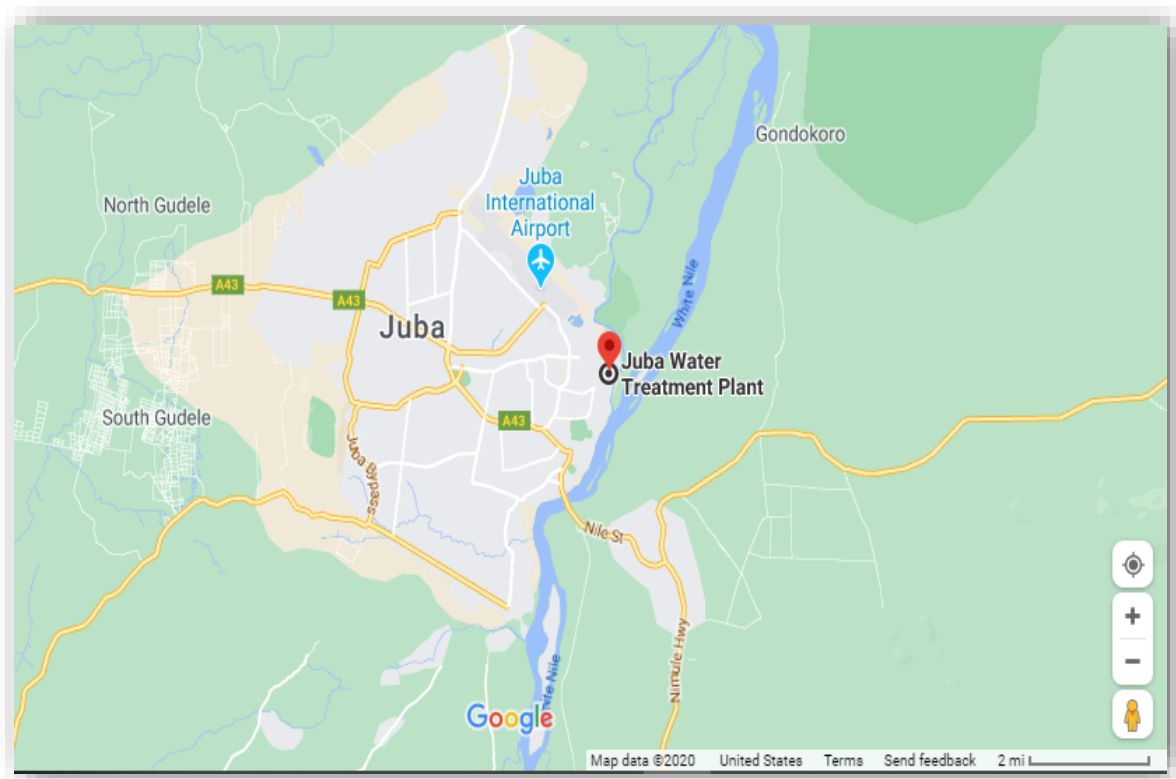 Gondokoro
Juba
International
Airport
North Gudele
White Nile
A43
A43
Juba
Juba Water
Treatment Plant
South Gudele
A43
Juba Bypass
Nile St
Nimule Hwy
Nile
Google
Map data ©2020 United States Terms Send feedback 2 mi